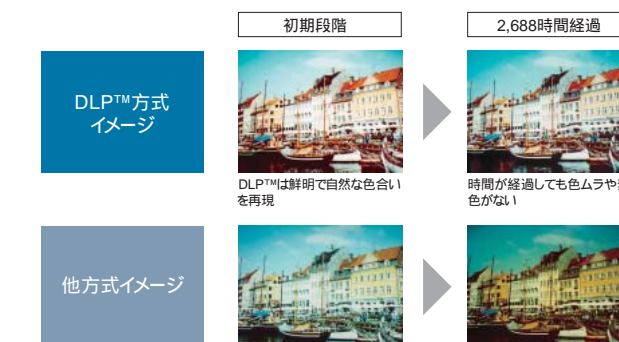 初期段階
2,688時間経過
DLP™方式
イメージ
DLP™は鮮明で自然な色合い
を再現
時間が経過しても色ムラや
色がない
他方式イメージ